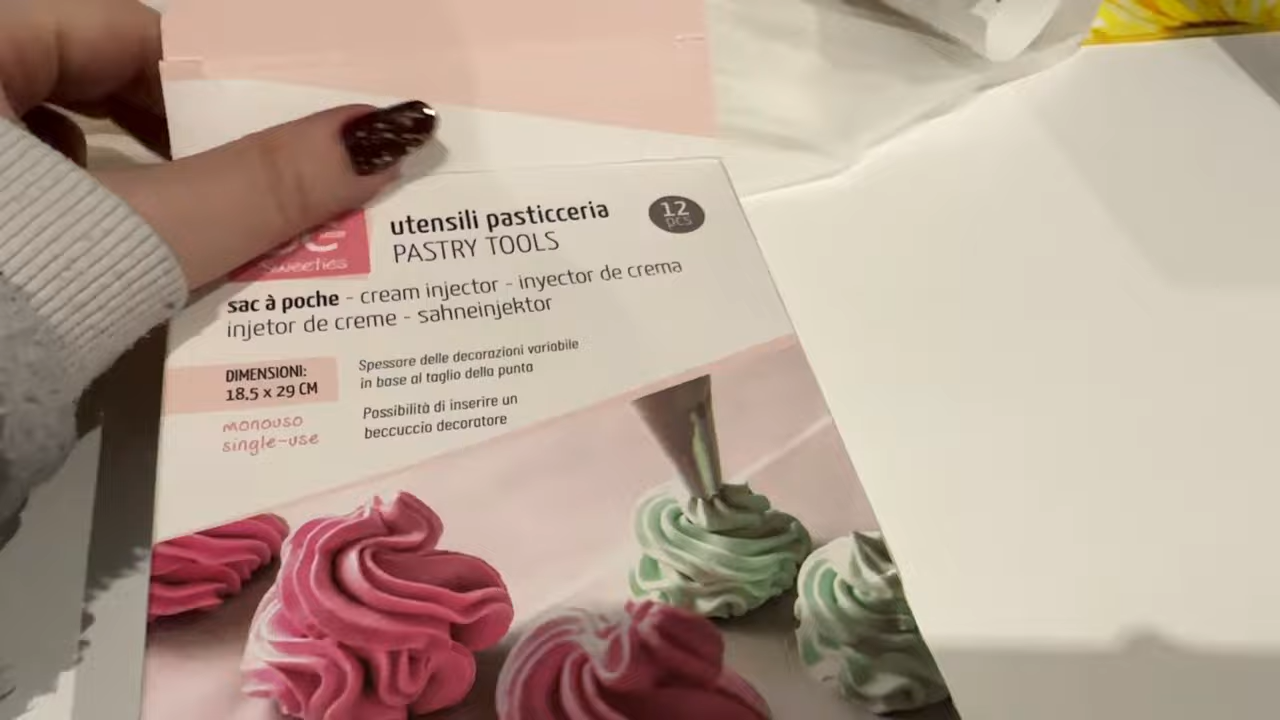 utensili pasticceria
PASTRY TOOLS
12
pcs
sweeties
sac à poche - cream injector - inyector de crema
injetor de creme - sahneinjektor
DIMENSIONI:
18.5 x 29 CM
monouso
single-use
Spessore delle decorazioni variabile
in base al taglio della punta
Possibilità di inserire un
beccuccio decoratore